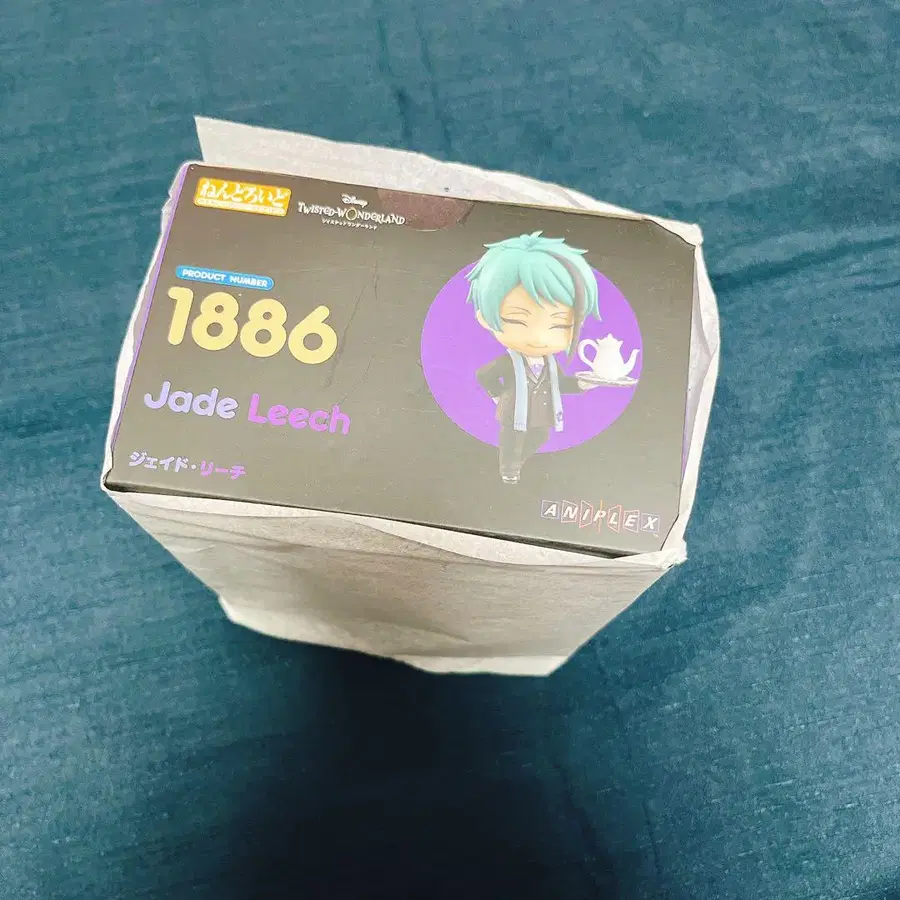 ねんどろいど
Disney
TWISTED-WONDERLAND
ツイステッドワンダーランド
PRODUCT NUMBER
1886
Jade Leech
ジェイド・リーチ
ANIPLEX